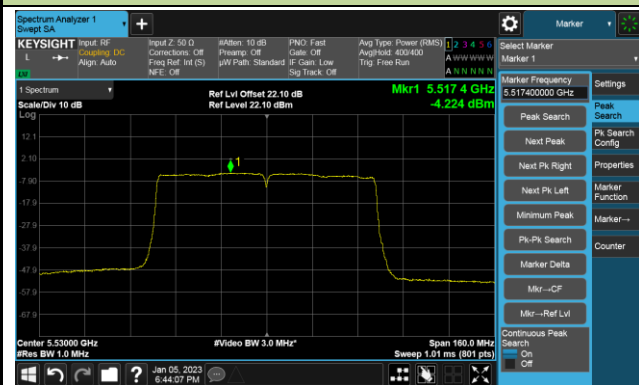 Spectrum Analyzer 1
Swept SA
Marker
KEYSIGHT
L
Input: RF
Coupling: DC
Align: Auto
Input Z: 50 Ω
Corrections: Off
Freq Ref: Int (S)
NFE: Off
#Atten: 10 dB
Preamp: Off
µW Path: Standard
PNO: Fast
Gate: Off
IF Gain: Low
Sig Track: Off
Avg Type: Power (RMS)
Avg|Hold: 400/400
Trig: Free Run
1 2 3 4 5 6
A W W W W W
A N N N N N
Select Marker
Marker 1
1 Spectrum
Scale/Div 10 dB
Ref Lvl Offset 22.10 dB
Ref Level 22.10 dBm
Mkr1 5.517 4 GHz
-4.224 dBm
Log
12.1
2.10
-7.90
-17.9
-27.9
-37.9
-47.9
-57.9
-67.9
1
Center 5.53000 GHz
#Res BW 1.0 MHz
#Video BW 3.0 MHz*
Span 160.0 MHz
Sweep 1.01 ms (801 pts)
Marker Frequency
5.517400000 GHz
Peak Search
Next Peak
Next Pk Right
Next Pk Left
Minimum Peak
Pk-Pk Search
Marker Delta
Mkr→CF
Mkr→Ref Lvl
Continuous Peak
Search
On
Off
Settings
Peak
Search
Pk Search
Config
Properties
Marker
Function
Marker→
Counter
?
Jan 05, 2023
6:44:07 PM